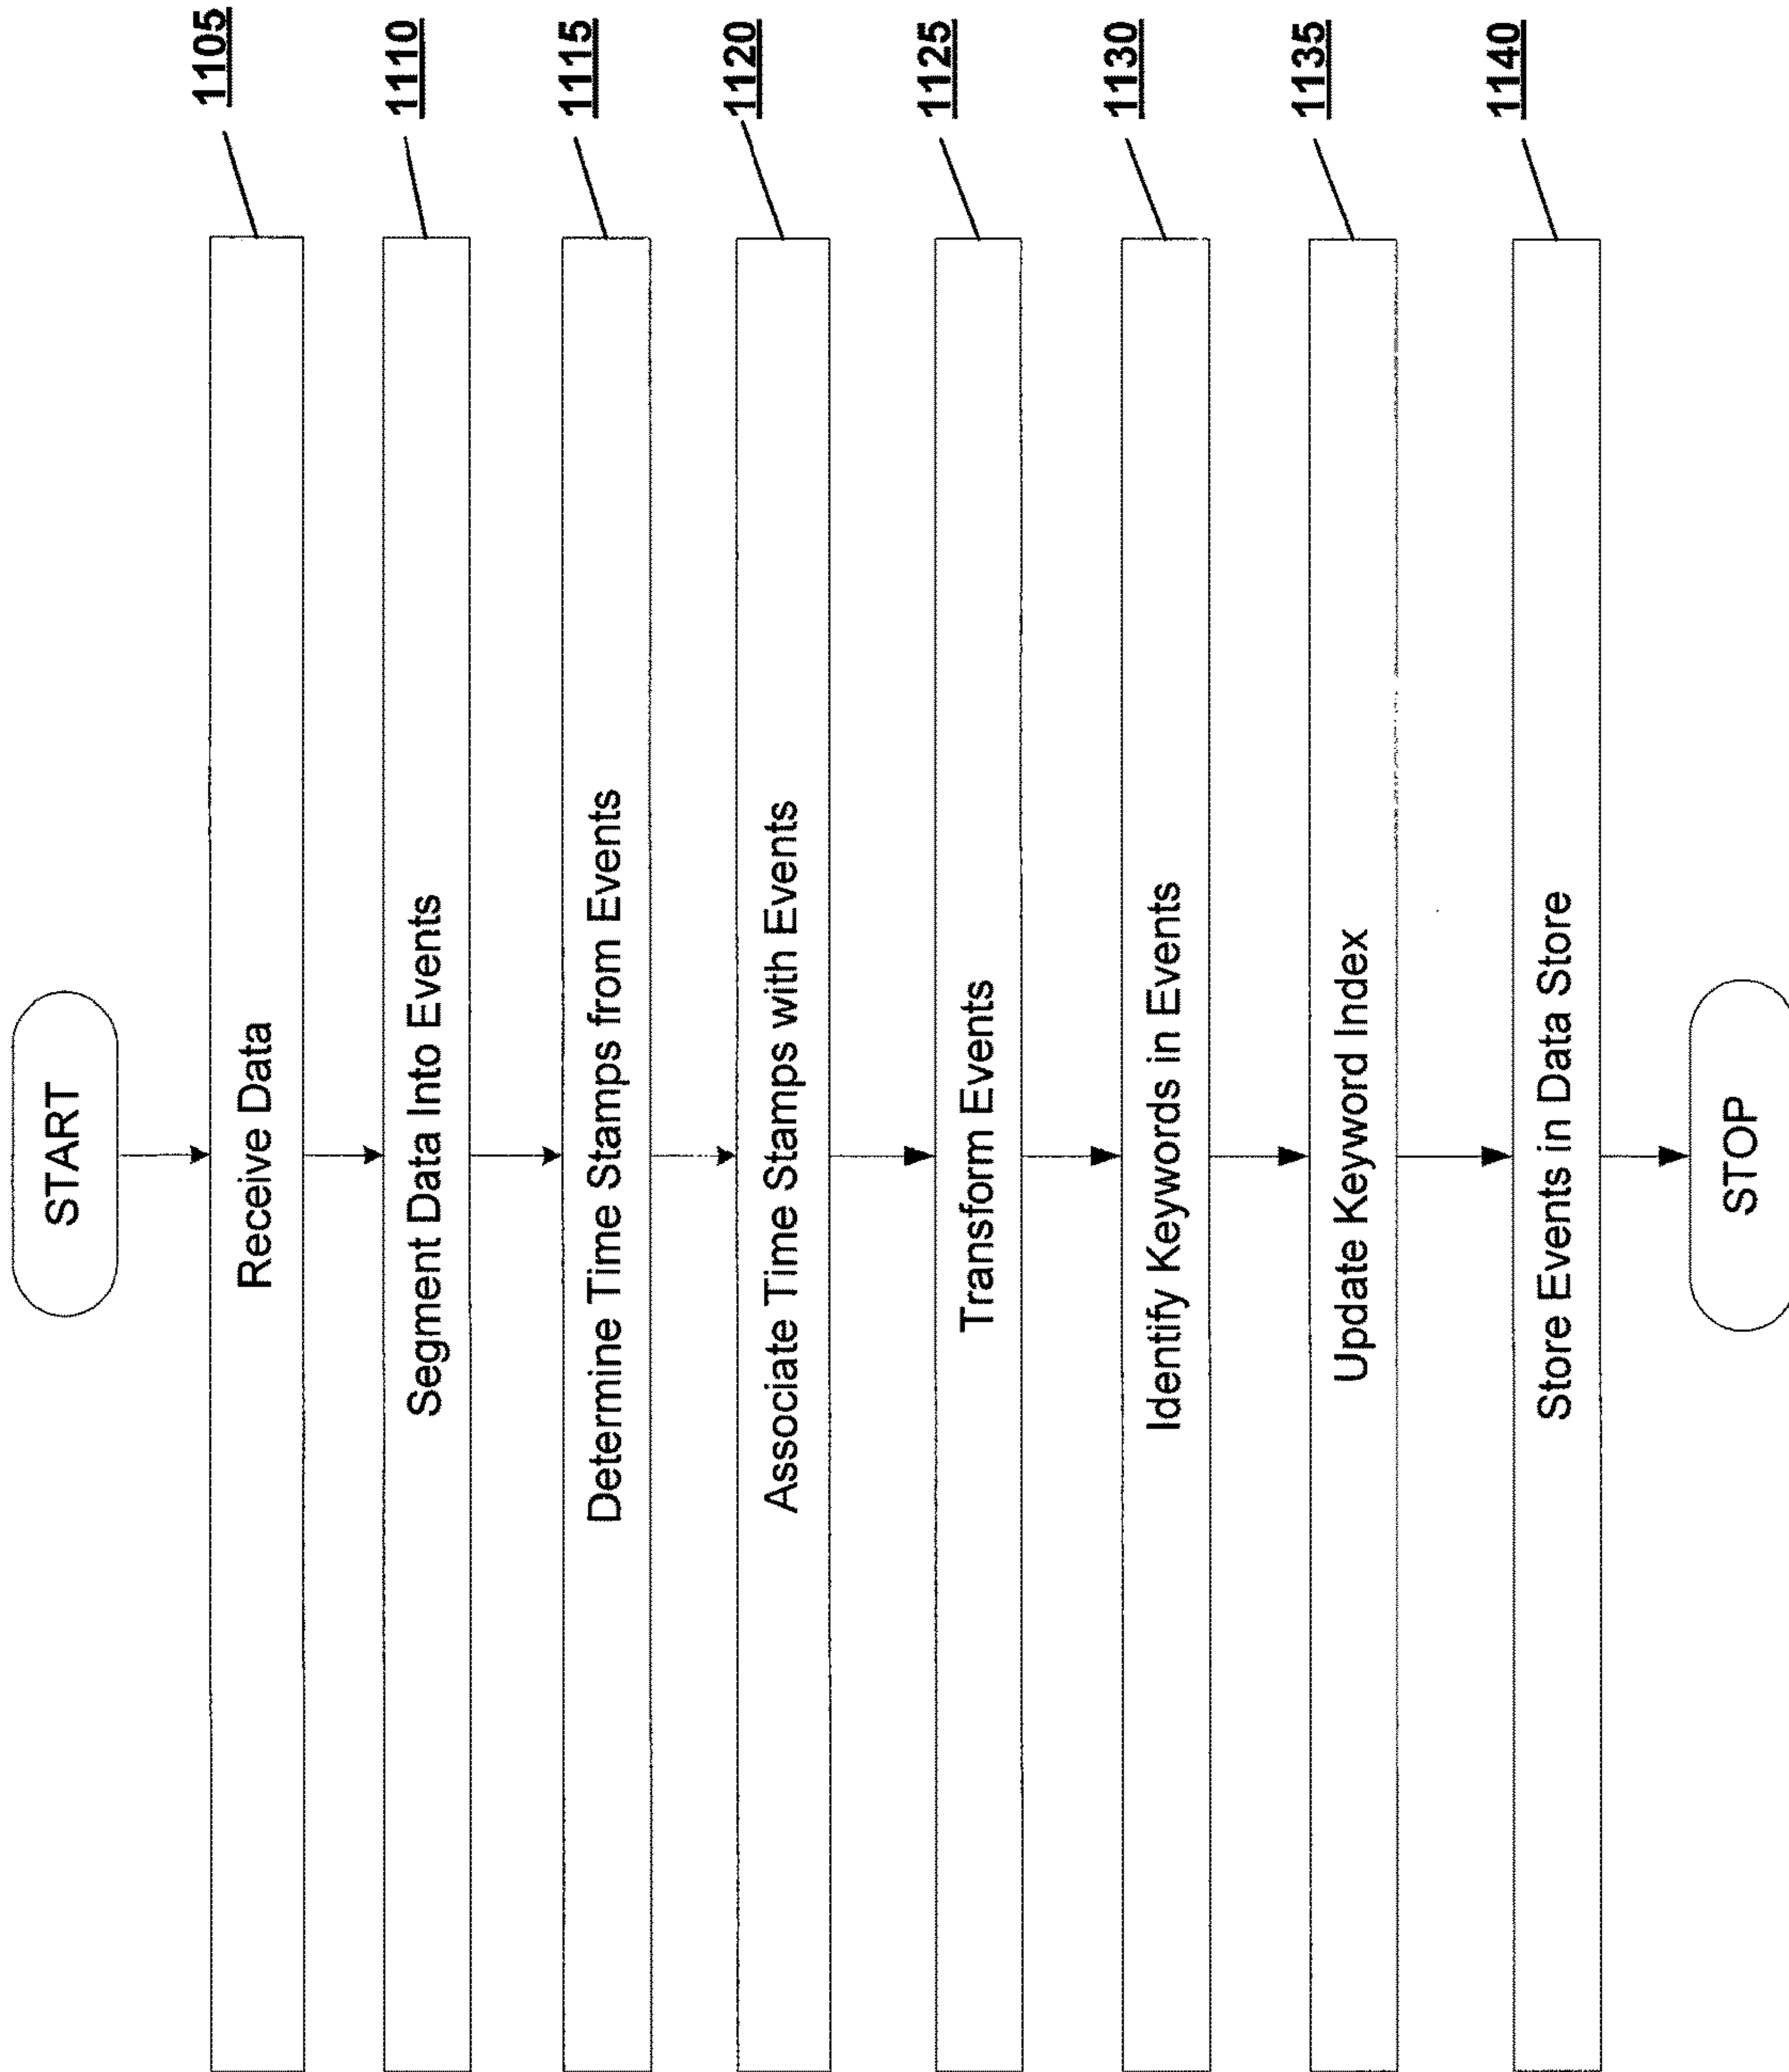 START
Receive Data
1105
Segment Data Into Events
1110
Determine Time Stamps from Events
1115
Associate Time Stamps with Events
1120
Transform Events
1125
Identify Keywords in Events
1130
Update Keyword Index
1135
Store Events in Data Store
1140
STOP